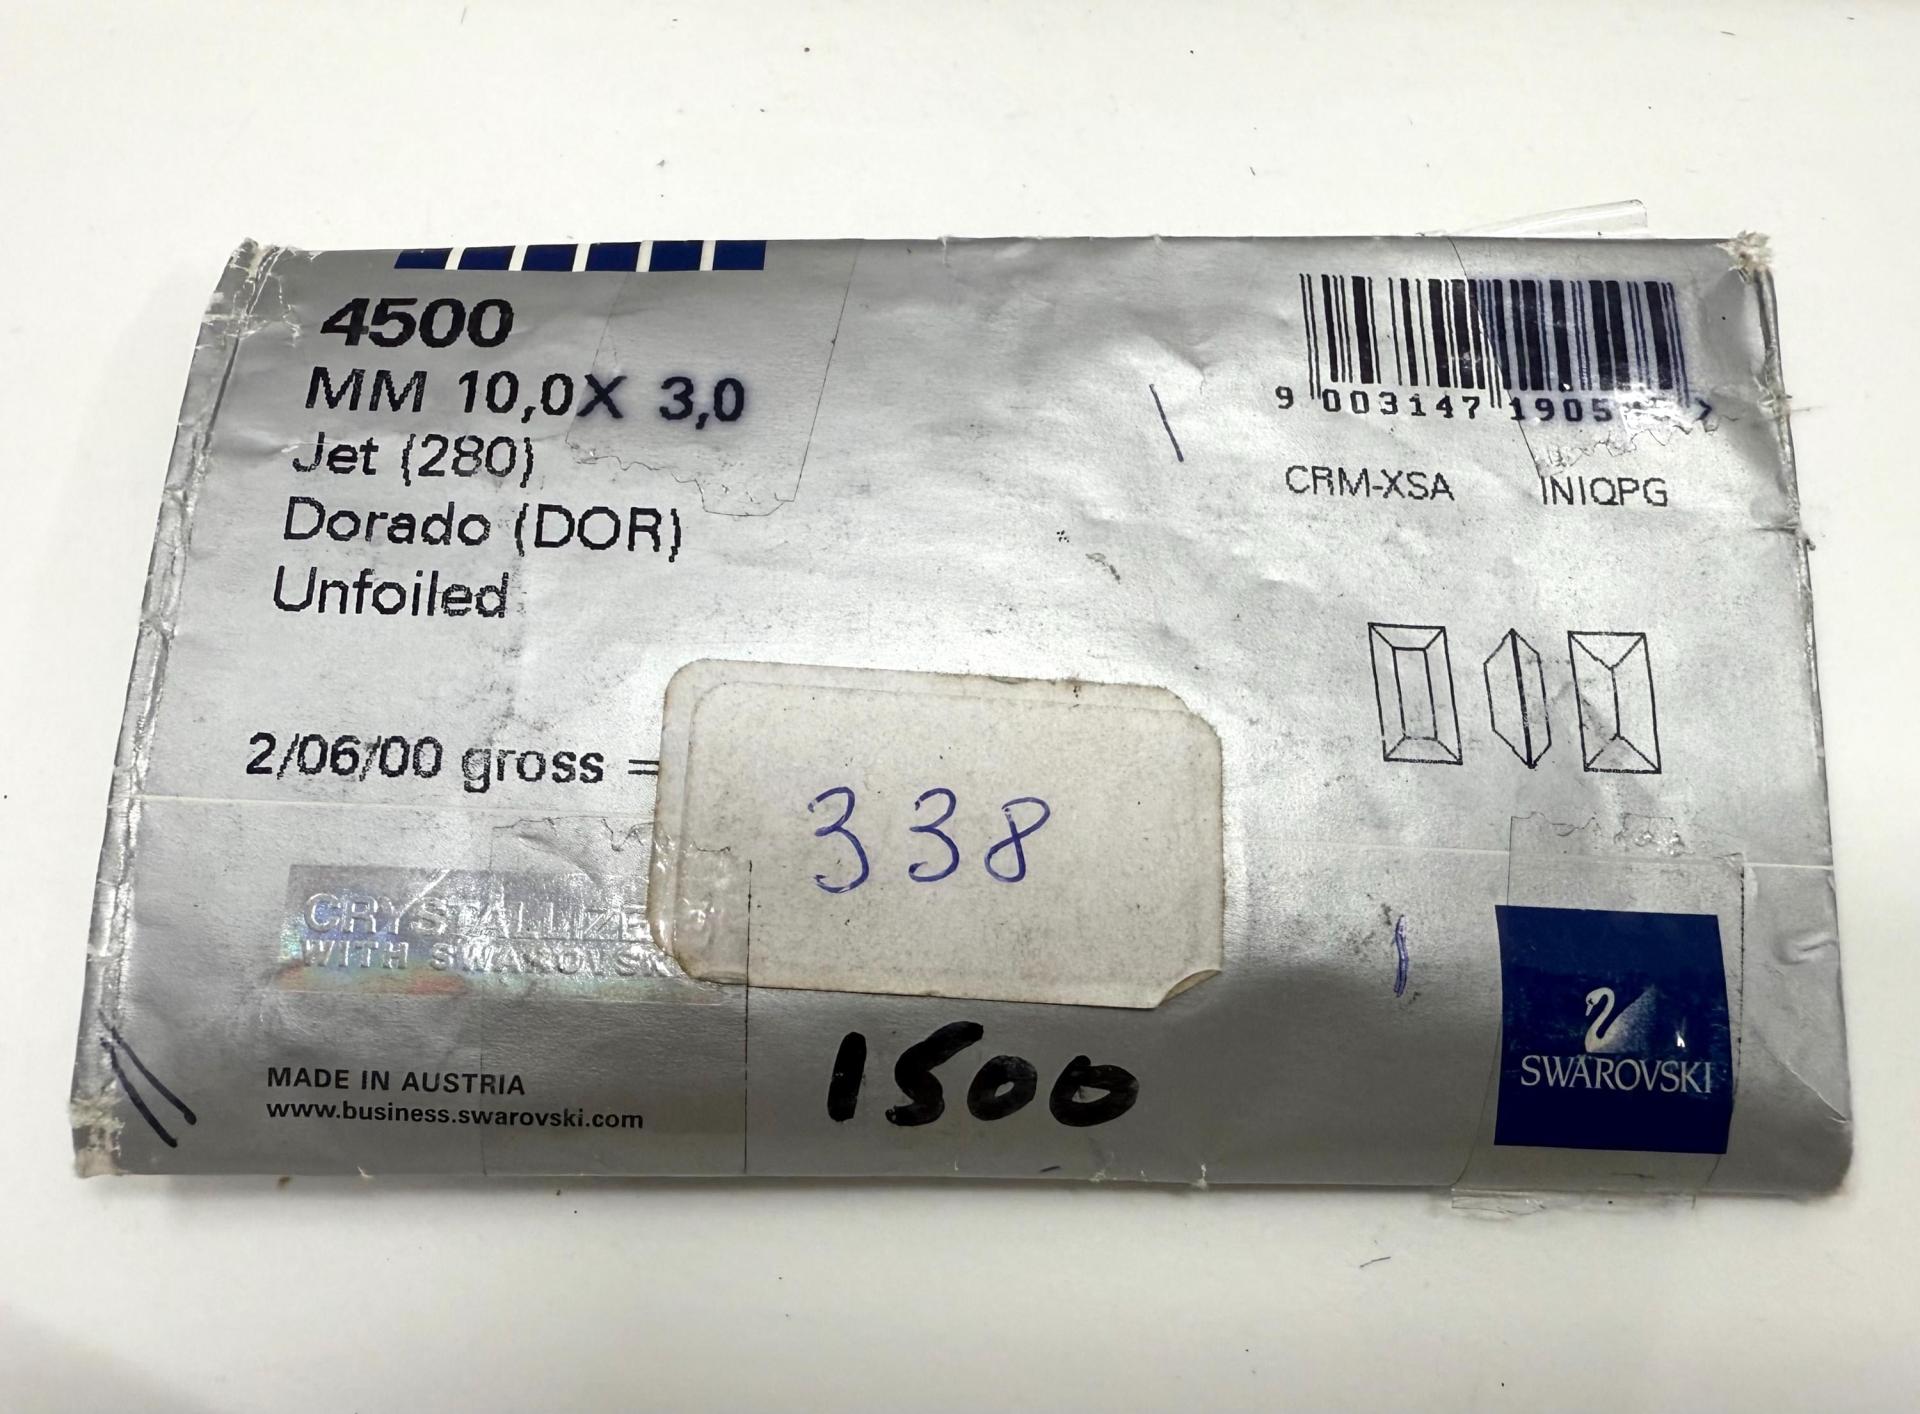 4500
MM 10,0X 3,0
Jet (280)
Dorado (DOR)
Unfoiled
9 003147 1905
CRM-XSA INIQPG
2/06/00 gross =
338
CRYSTALLIZED
WITH SWAROVSK
1500
MADE IN AUSTRIA
www.business.swarovski.com
SWAROVSKI